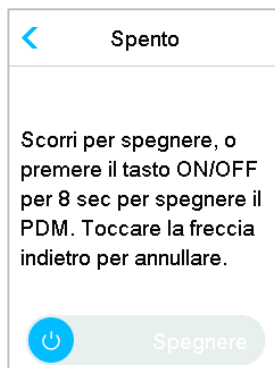 Spento
Scorri per spegnere, o
premere il tasto ON/OFF
per 8 sec per spegnere il
PDM. Toccare la freccia
indietro per annullare.
Spegnere